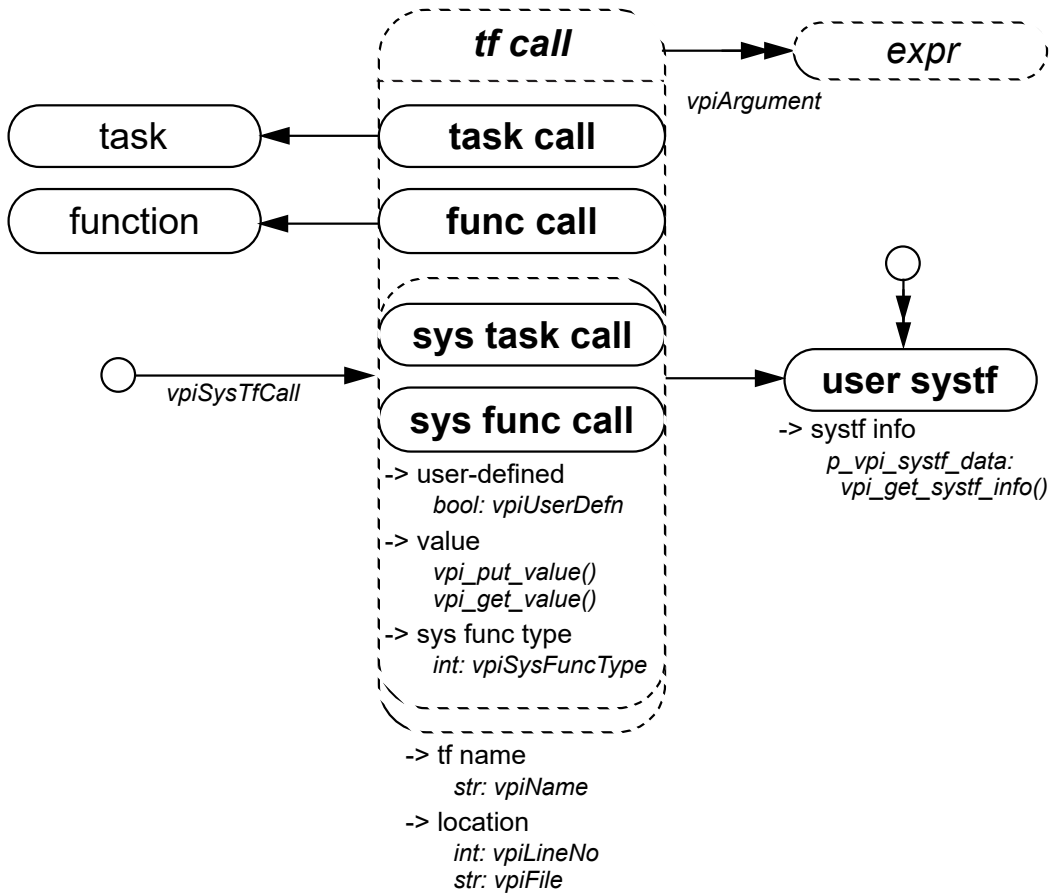 tf call
expr
vpiArgument
task
task call
function
func call
sys task call
vpiSysTfCall
user systf
sys func call
-> systf info
p_vpi_systf_data:
vpi_get_systf_info()
-> user-defined
bool: vpiUserDefn
-> value
vpi_put_value()
vpi_get_value()
-> sys func type
int: vpiSysFuncType
-> tf name
str: vpiName
-> location
int: vpiLineNo
str: vpiFile